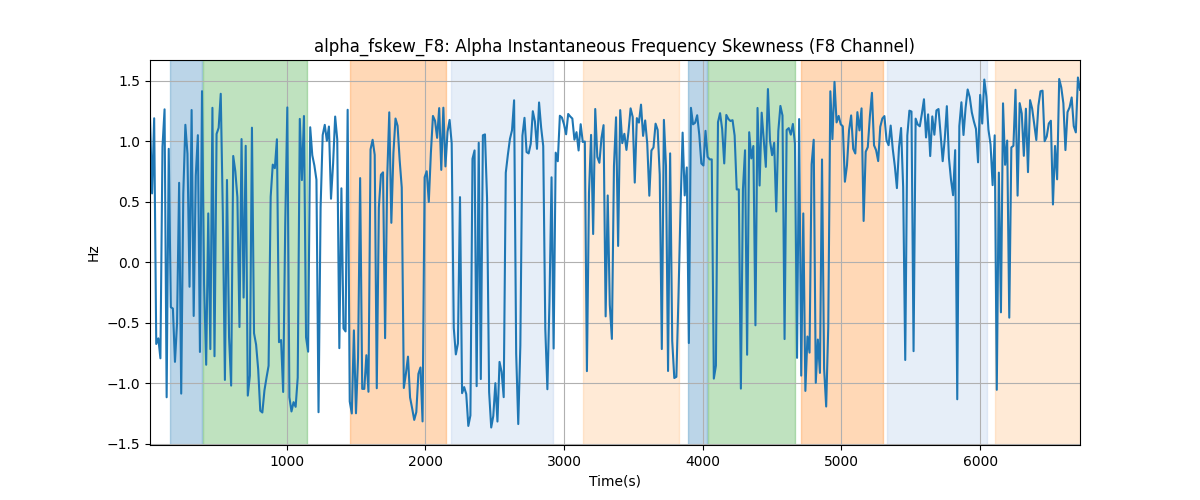 alpha_fskew_F8: Alpha Instantaneous Frequency Skewness (F8 Channel)
Hz
1.5
1.0
0.5
0.0
−0.5
−1.0
−1.5
1000 2000 3000 4000 5000 6000
Time(s)